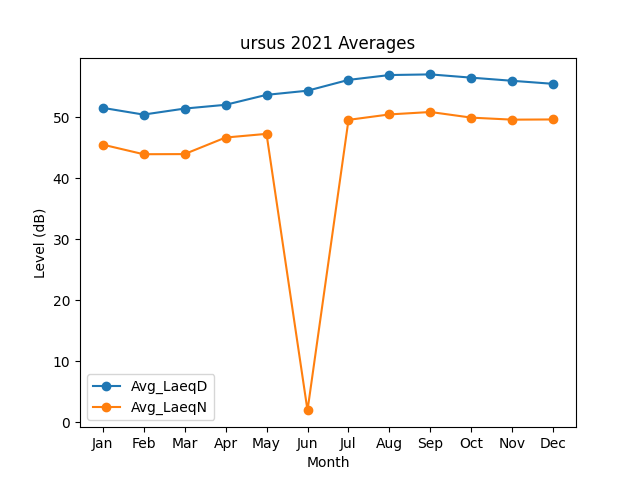 ursus 2021 Averages
Level (dB)
50
40
30
20
10
0
Avg_LaeqD
Avg_LaeqN
Jan Feb Mar Apr May Jun Jul Aug Sep Oct Nov Dec
Month